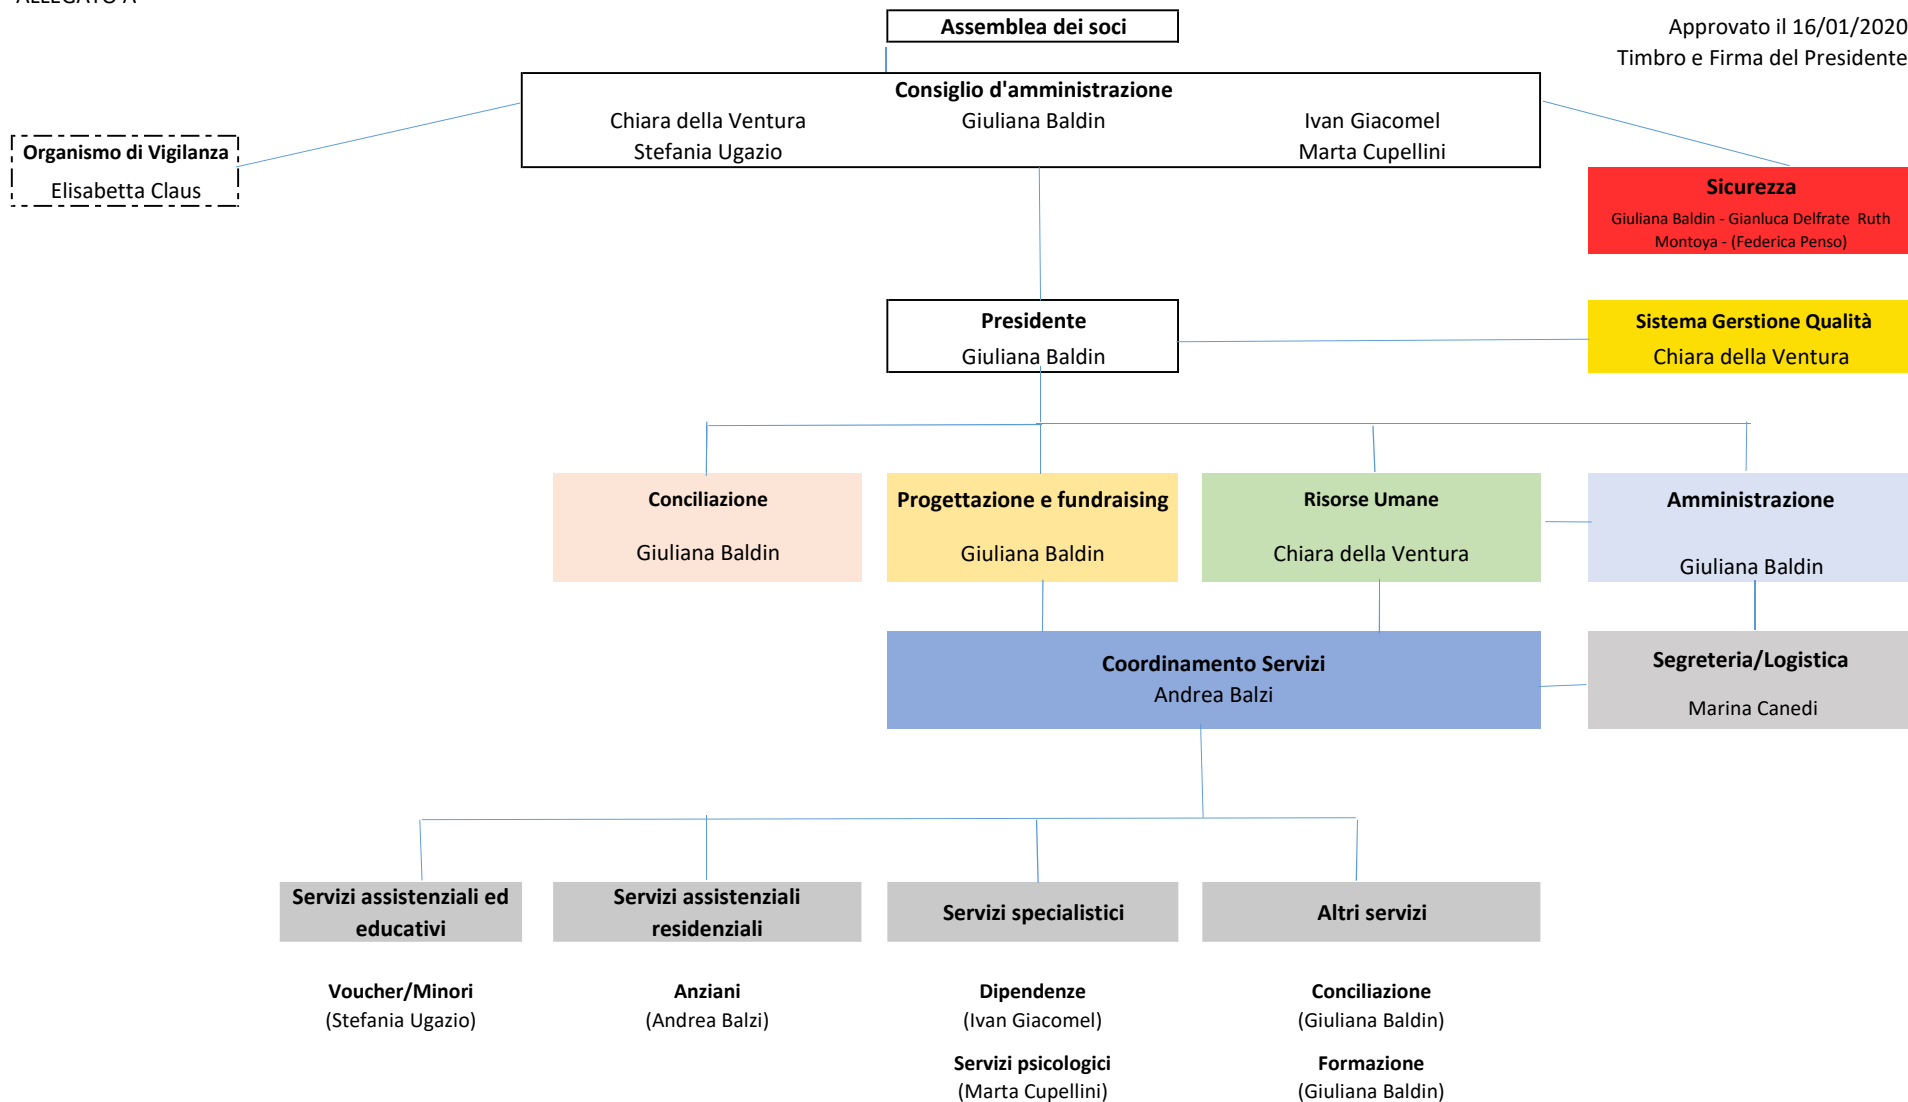 ALLEGATO A
Assemblea dei soci
Approvato il 16/01/2020
Timbro e Firma del Presidente
Consiglio d'amministrazione
Chiara della Ventura
Giuliana Baldin
Ivan Giacomel
Stefania Ugazio
Marta Cupellini
Organismo di Vigilanza
Elisabetta Claus
Sicurezza
Giuliana Baldin - Gianluca Delfrate Ruth
Montoya - (Federica Penso)
Presidente
Giuliana Baldin
Sistema Gerstione Qualità
Chiara della Ventura
Conciliazione
Giuliana Baldin
Progettazione e fundraising
Giuliana Baldin
Risorse Umane
Chiara della Ventura
Amministrazione
Giuliana Baldin
Coordinamento Servizi
Andrea Balzi
Segreteria/Logistica
Marina Canedi
Servizi assistenziali ed
educativi
Servizi assistenziali
residenziali
Servizi specialistici
Altri servizi
Voucher/Minori
(Stefania Ugazio)
Anziani
(Andrea Balzi)
Dipendenze
(Ivan Giacomel)
Conciliazione
(Giuliana Baldin)
Servizi psicologici
(Marta Cupellini)
Formazione
(Giuliana Baldin)